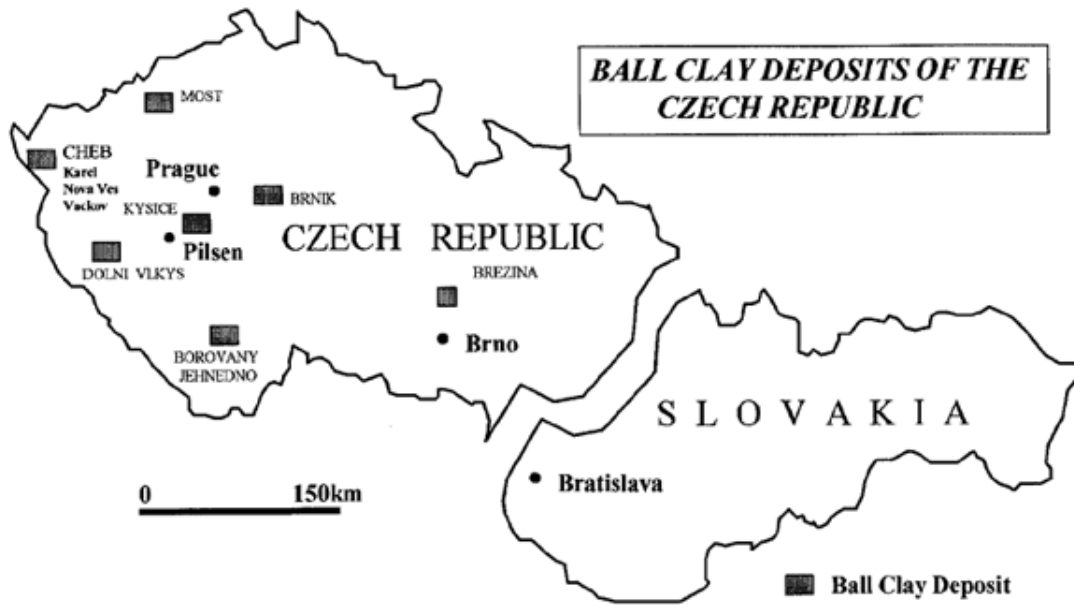 BALL CLAY DEPOSITS OF THE
CZECH REPUBLIC
MOST
CHEB
Karel
Nova Ves
Vackov
Prague
KYSICE
BRNIK
Pilsen
CZECH REPUBLIC
DOLNI VLKYS
BREZINA
Brno
BOROVANY
JEHNEDNO
SLOVAKIA
Bratislava
0 150km
Ball Clay Deposit